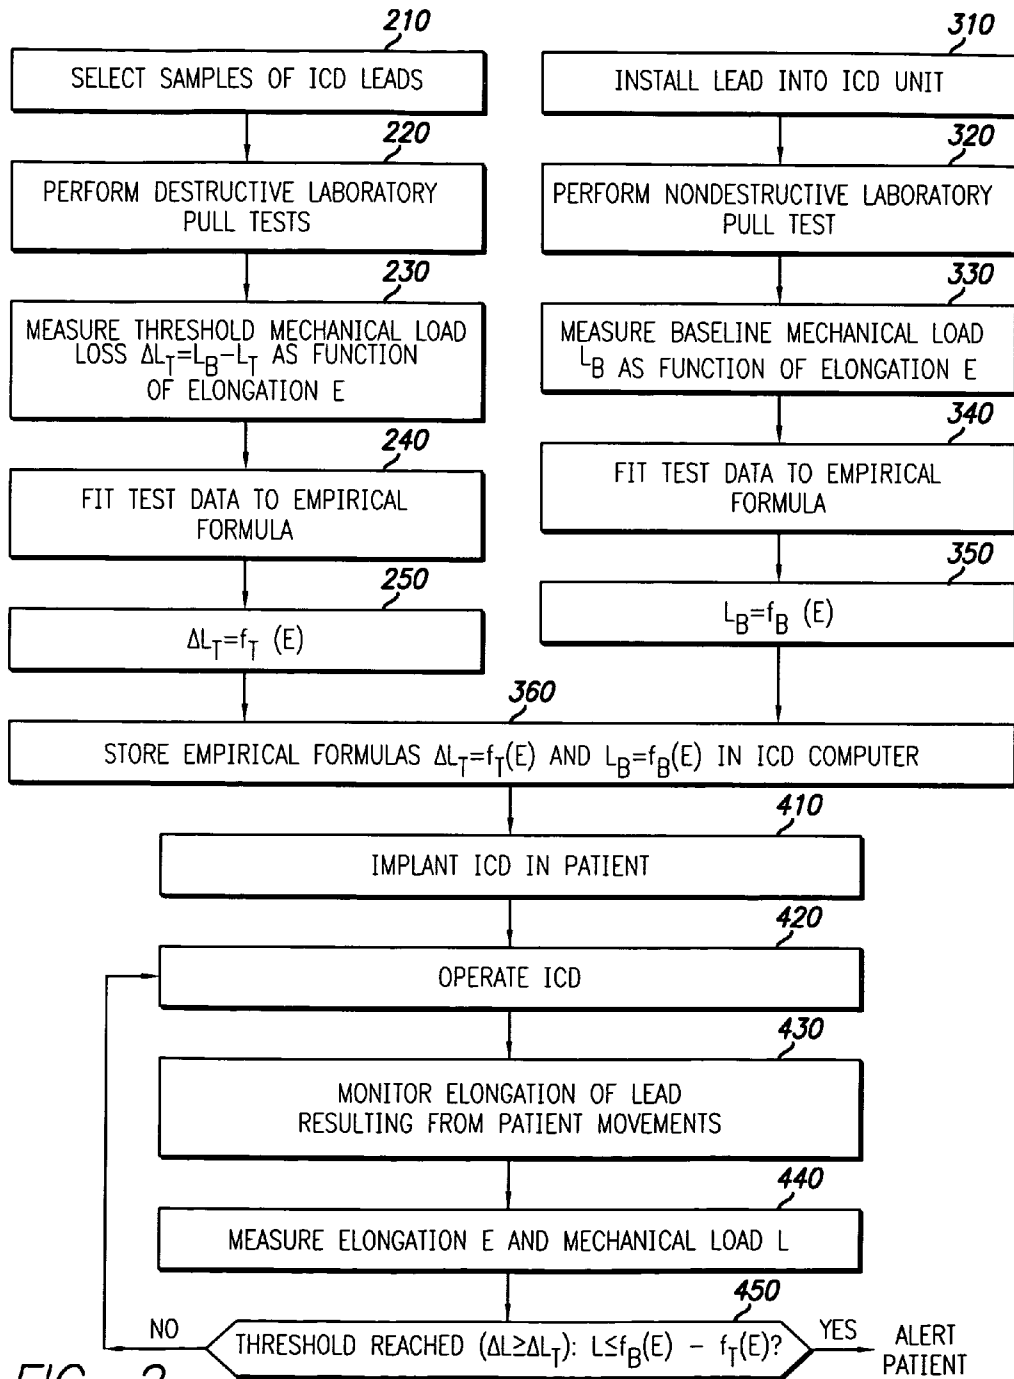 210
SELECT SAMPLES OF ICD LEADS
220
PERFORM DESTRUCTIVE LABORATORY
PULL TESTS
230
MEASURE THRESHOLD MECHANICAL LOAD
LOSS ΔL_T=L_B-L_T AS FUNCTION
OF ELONGATION E
240
FIT TEST DATA TO EMPIRICAL
FORMULA
250
ΔL_T=f_T (E)
310
INSTALL LEAD INTO ICD UNIT
320
PERFORM NONDESTRUCTIVE LABORATORY
PULL TEST
330
MEASURE BASELINE MECHANICAL LOAD
L_B AS FUNCTION OF ELONGATION E
340
FIT TEST DATA TO EMPIRICAL
FORMULA
350
L_B=f_B (E)
360
STORE EMPIRICAL FORMULAS ΔL_T=f_T(E) AND L_B=f_B(E) IN ICD COMPUTER
410
IMPLANT ICD IN PATIENT
420
OPERATE ICD
430
MONITOR ELONGATION OF LEAD
RESULTING FROM PATIENT MOVEMENTS
440
MEASURE ELONGATION E AND MECHANICAL LOAD L
450
NO
THRESHOLD REACHED (ΔL≥ΔL_T): L≤f_B(E) - f_T(E)?
YES
ALERT
PATIENT